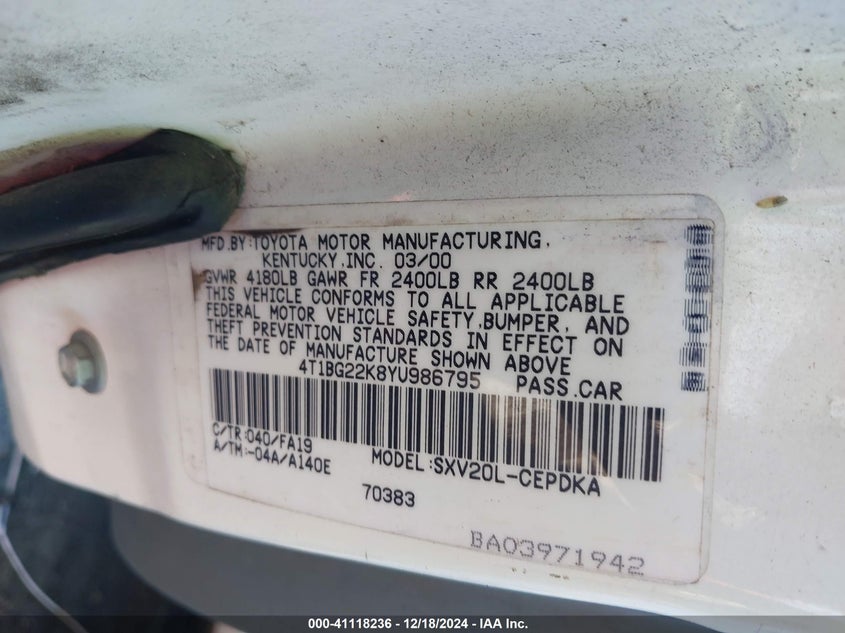 MFD.BY:TOYOTA MOTOR MANUFACTURING,
KENTUCKY,INC. 03/00
GVWR 4180LB GAWR FR 2400LB RR 2400LB
THIS VEHICLE CONFORMS TO ALL APPLICABLE
FEDERAL MOTOR VEHICLE SAFETY,BUMPER, AND
THEFT PREVENTION STANDARDS IN EFFECT ON
THE DATE OF MANUFACTURE SHOWN ABOVE
4T1BG22K8YU986795 PASS.CAR
C/TR:040/FA19
A/TM:-04A/A140E
MODEL:SXV20L-CEPDKA
70383
BA03971942
000-41118236 - 12/18/2024 - IAA Inc.